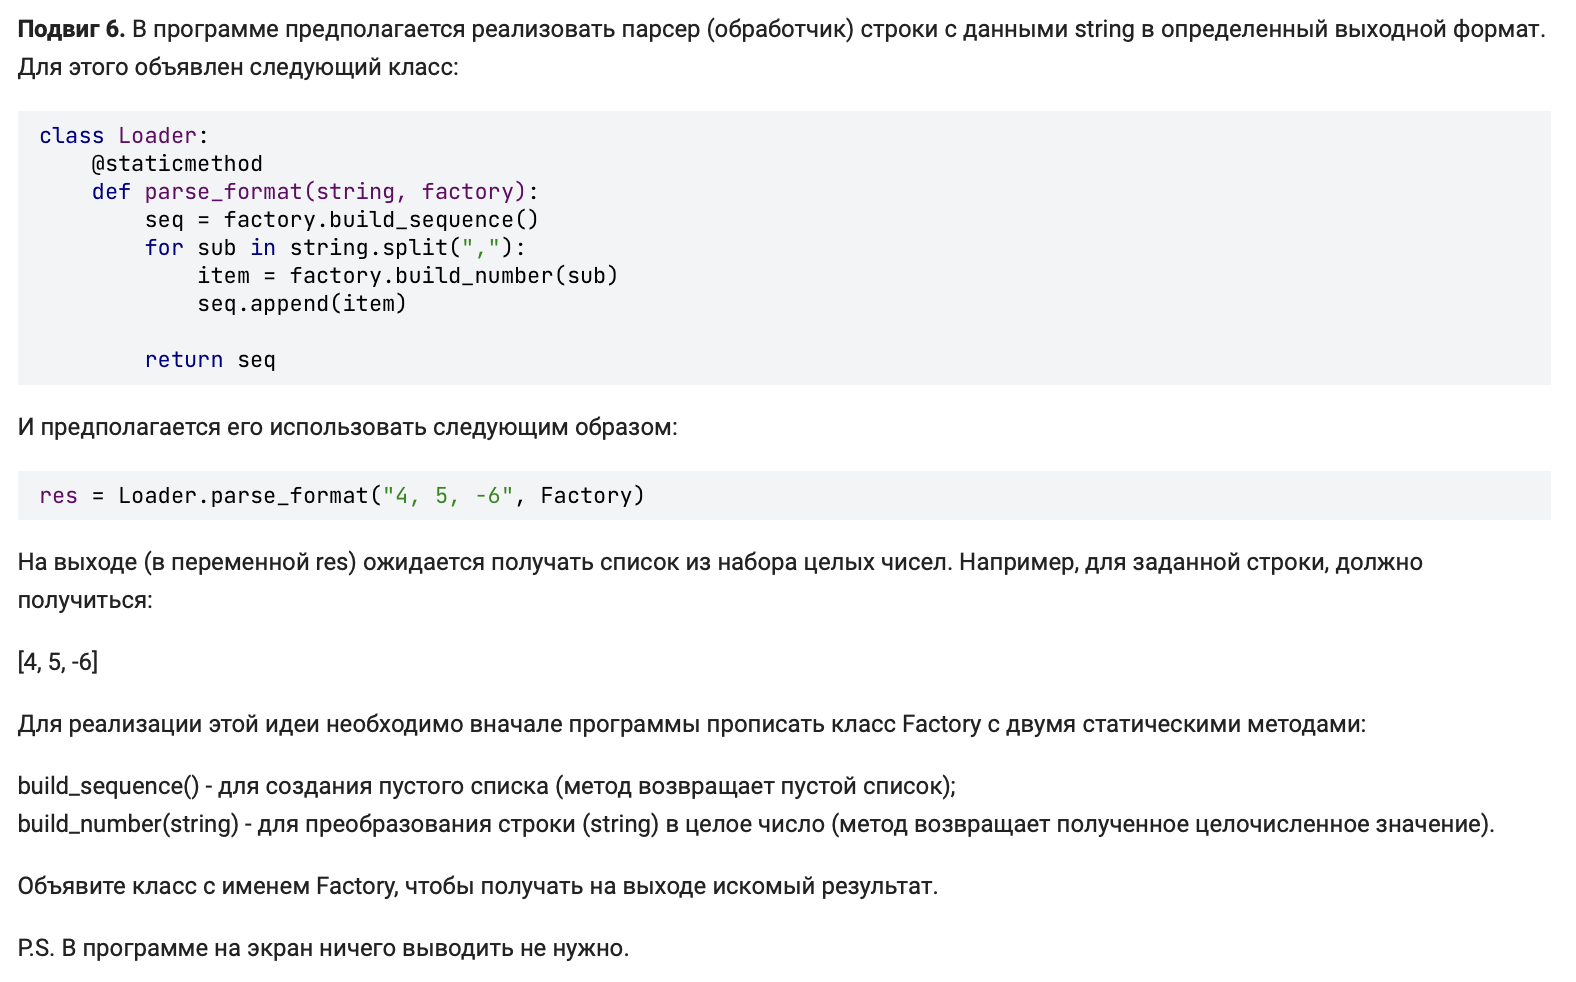 Подвиг 6. В программе предполагается реализовать парсер (обработчик) строки с данными string в определенный выходной формат.
Для этого объявлен следующий класс:
class Loader:
    @staticmethod
    def parse_format(string, factory):
        seq = factory.build_sequence()
        for sub in string.split(","):
            item = factory.build_number(sub)
            seq.append(item)
        return seq
И предполагается его использовать следующим образом:
res = Loader.parse_format("4, 5, -6", Factory)
На выходе (в переменной res) ожидается получать список из набора целых чисел. Например, для заданной строки, должно
получиться:
[4, 5, -6]
Для реализации этой идеи необходимо вначале программы прописать класс Factory с двумя статическими методами:
build_sequence() - для создания пустого списка (метод возвращает пустой список);
build_number(string) - для преобразования строки (string) в целое число (метод возвращает полученное целочисленное значение).
Объявите класс с именем Factory, чтобы получать на выходе искомый результат.
P.S. В программе на экран ничего выводить не нужно.